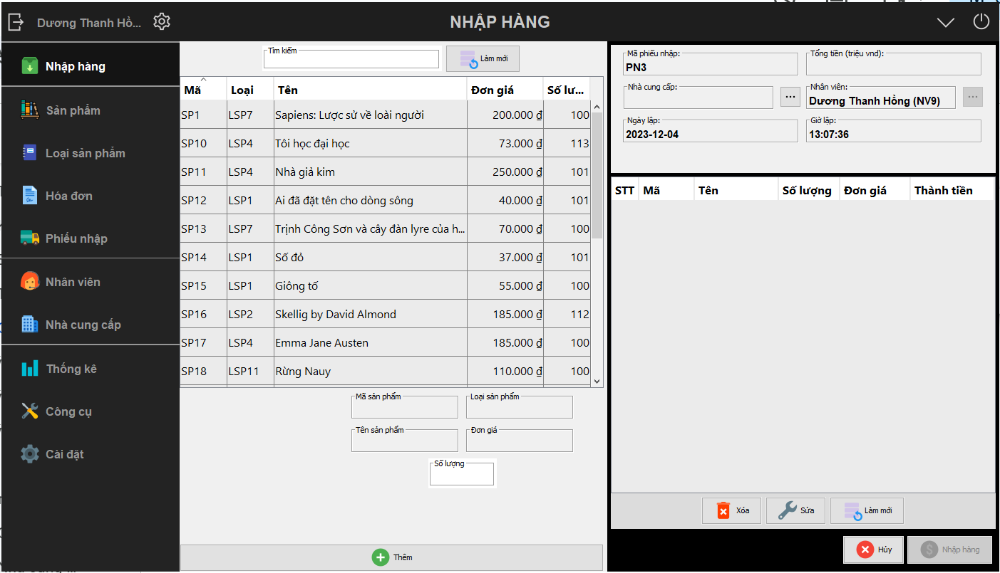 Dương Thanh Hồ...
NHẬP HÀNG
Nhập hàng
Sản phẩm
Loại sản phẩm
Hóa đơn
Phiếu nhập
Nhân viên
Nhà cung cấp
Thống kê
Công cụ
Cài đặt
Tìm kiếm
Làm mới
Mã Loại Tên Đơn giá Số lư...
SP1 LSP7 Sapiens: Lược sử về loài người 200.000 ₫ 100
SP10 LSP4 Tôi học đại học 73.000 ₫ 113
SP11 LSP4 Nhà giả kim 250.000 ₫ 101
SP12 LSP1 Ai đã đặt tên cho dòng sông 40.000 ₫ 101
SP13 LSP7 Trịnh Công Sơn và cây đàn lyre của h... 70.000 ₫ 100
SP14 LSP1 Số đỏ 37.000 ₫ 101
SP15 LSP1 Giông tố 55.000 ₫ 100
SP16 LSP2 Skellig by David Almond 185.000 ₫ 112
SP17 LSP4 Emma Jane Austen 185.000 ₫ 100
SP18 LSP11 Rừng Nauy 110.000 ₫ 100
Mã sản phẩm
Loại sản phẩm
Tên sản phẩm
Đơn giá
Số lượng
Thêm
Mã phiếu nhập:
PN3
Tổng tiền (triệu vnd):
Nhà cung cấp:
...
Nhân viên:
Dương Thanh Hồng (NV9)
...
Ngày lập:
2023-12-04
Giờ lập:
13:07:36
STT Mã Tên Số lượng Đơn giá Thành tiền
Xóa
Sửa
Làm mới
Hủy
Nhập hàng